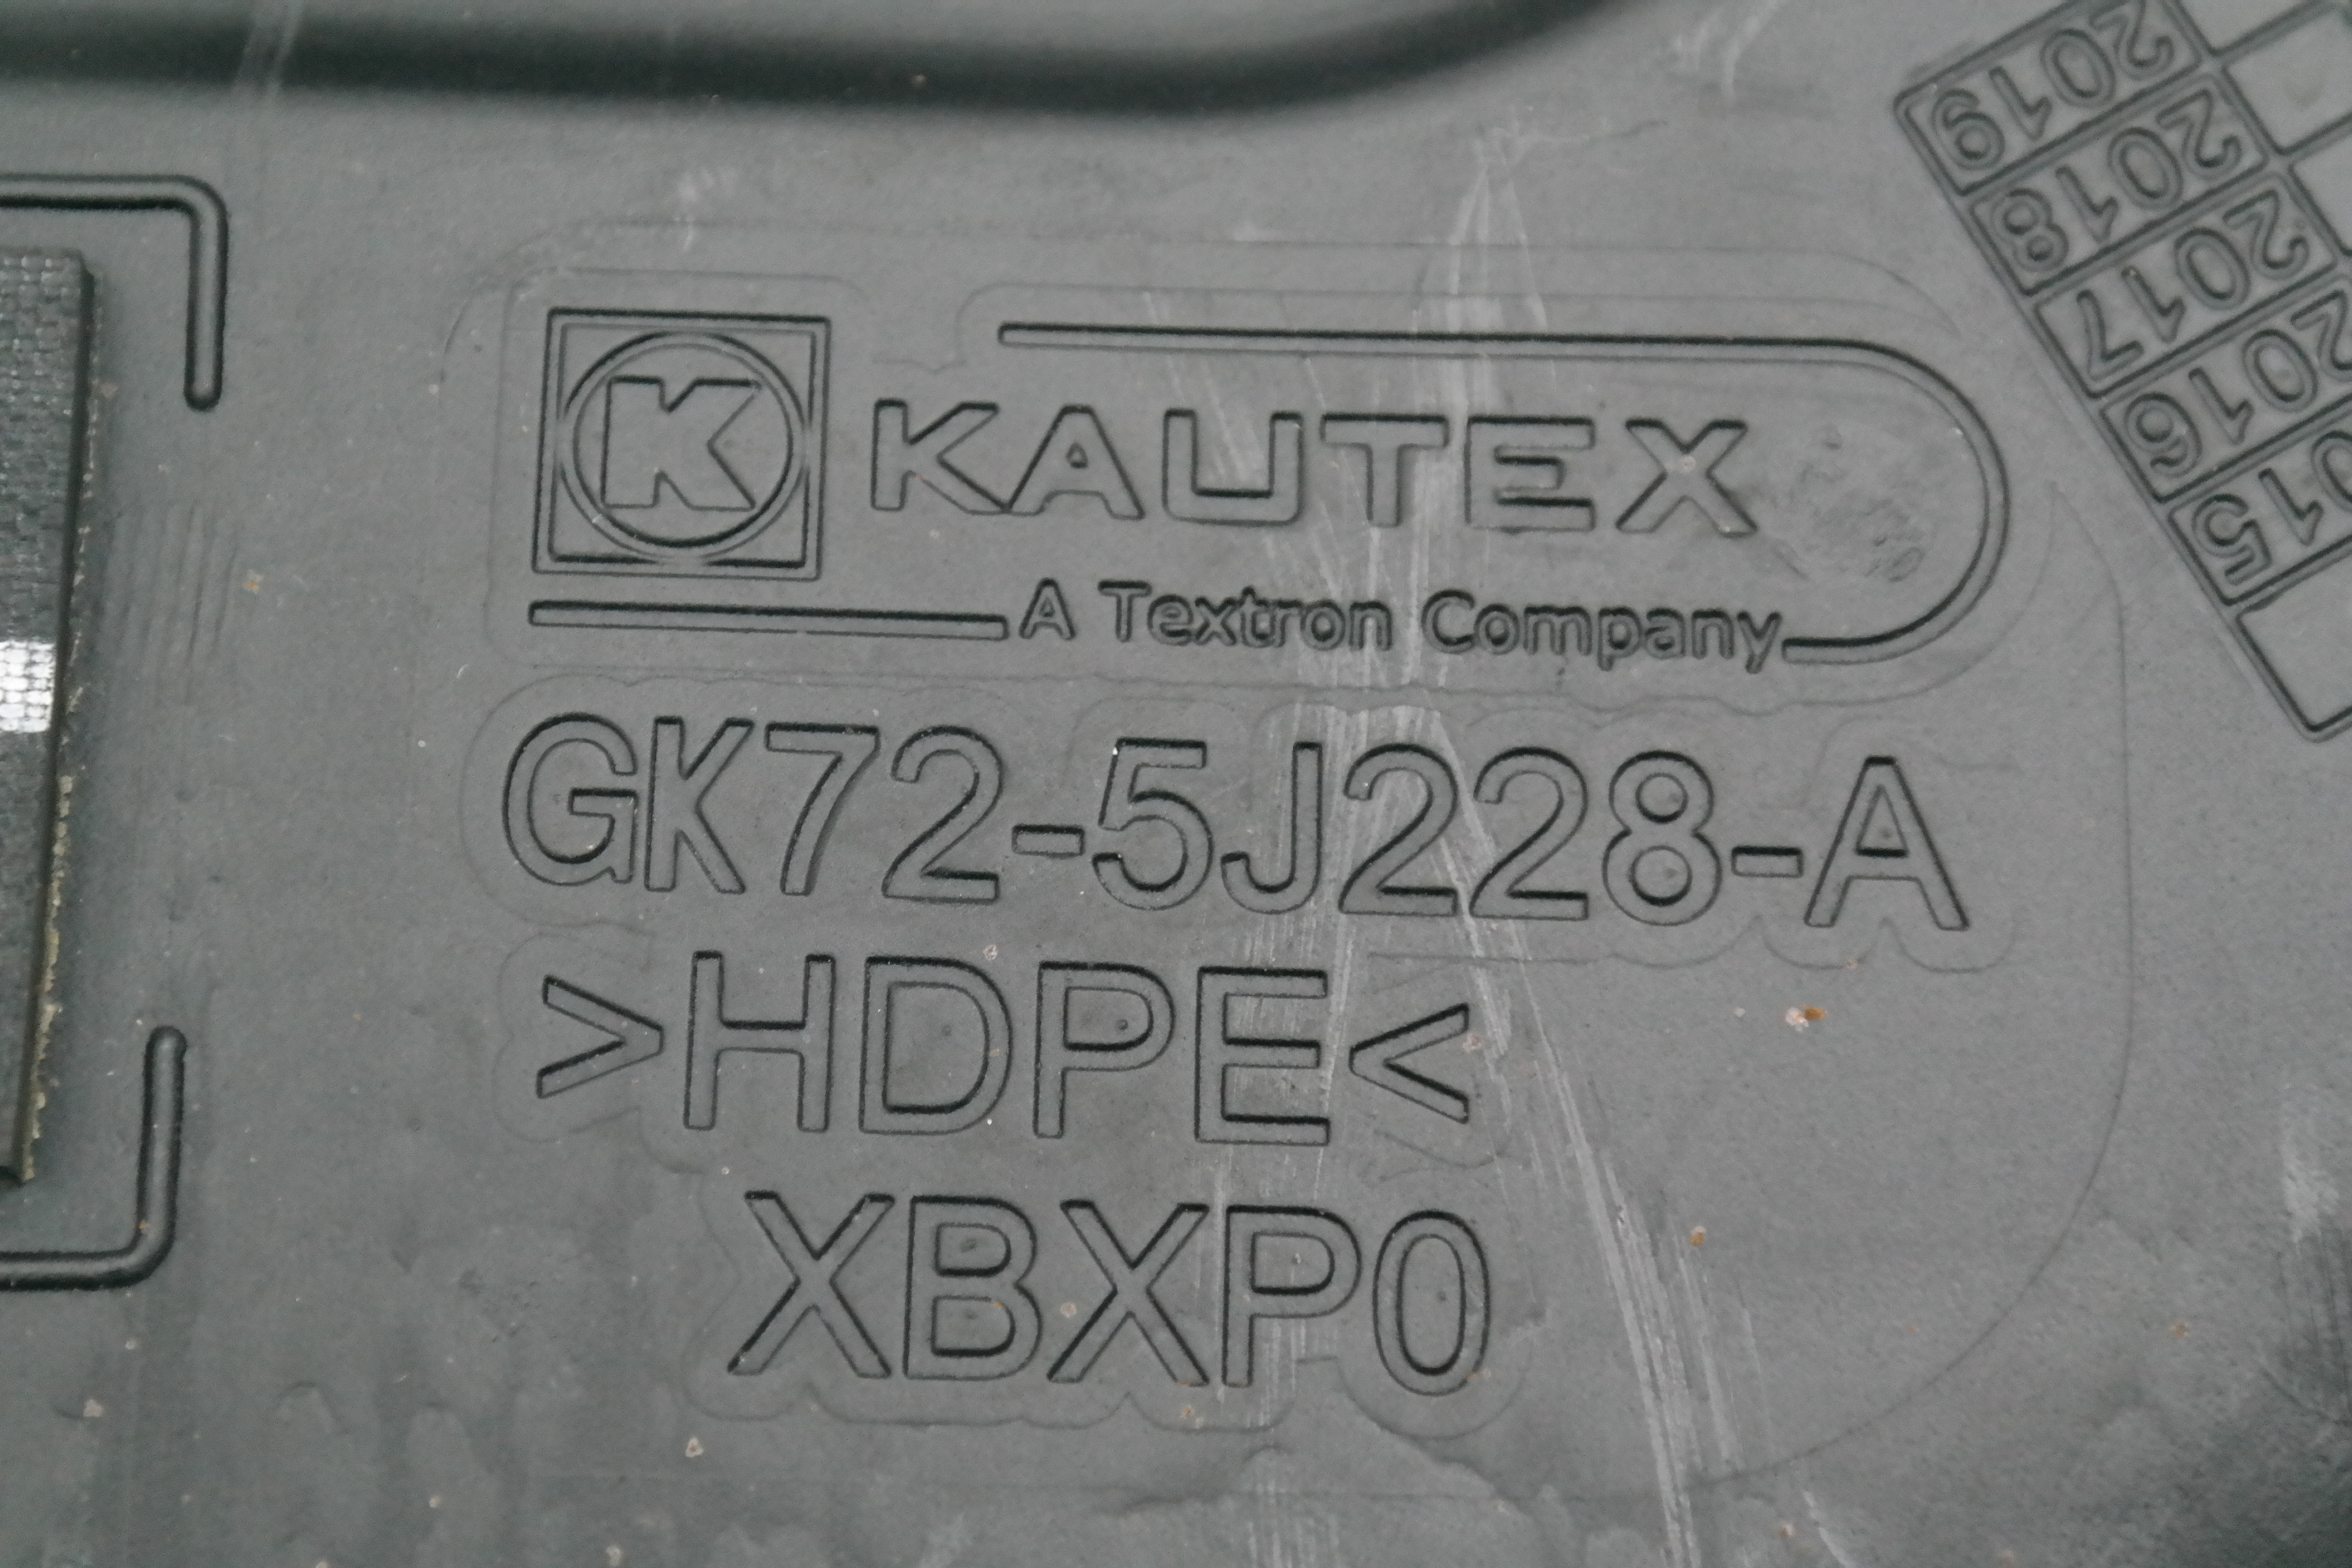 K KAUTEX
A Textron Company
GK72-5J228-A
>HDPE<
XBXP0
2019
2018
2017
2016